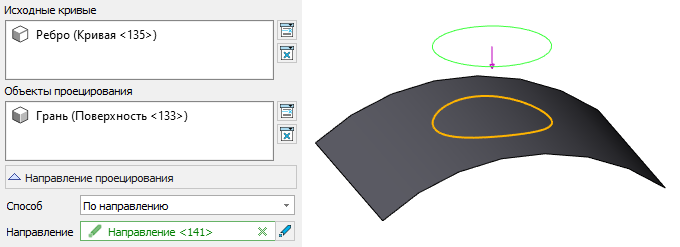 Исходные кривые
Ребро (Кривая <135>)
Объекты проецирования
Грань (Поверхность <133>)
Направление проецирования
Способ По направлению
Направление Направление <141>